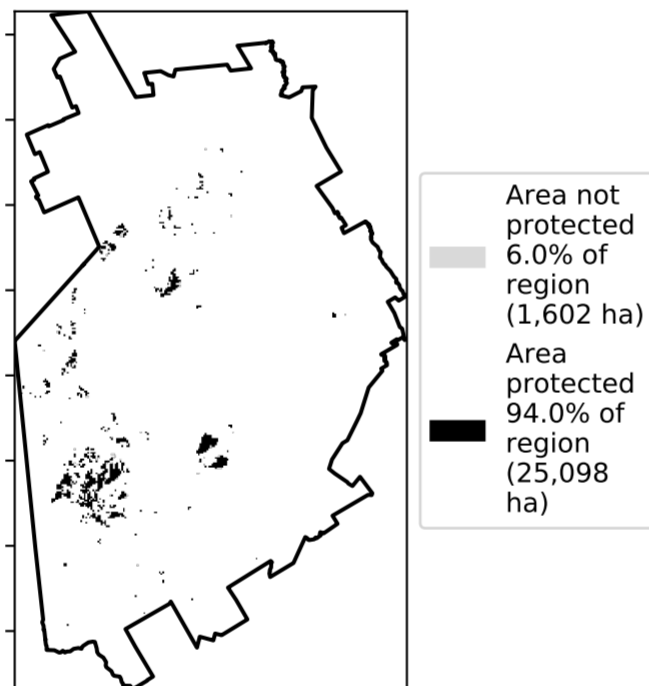 Area not
protected
6.0% of
region
(1,602 ha)
Area
protected
94.0% of
region
(25,098
ha)